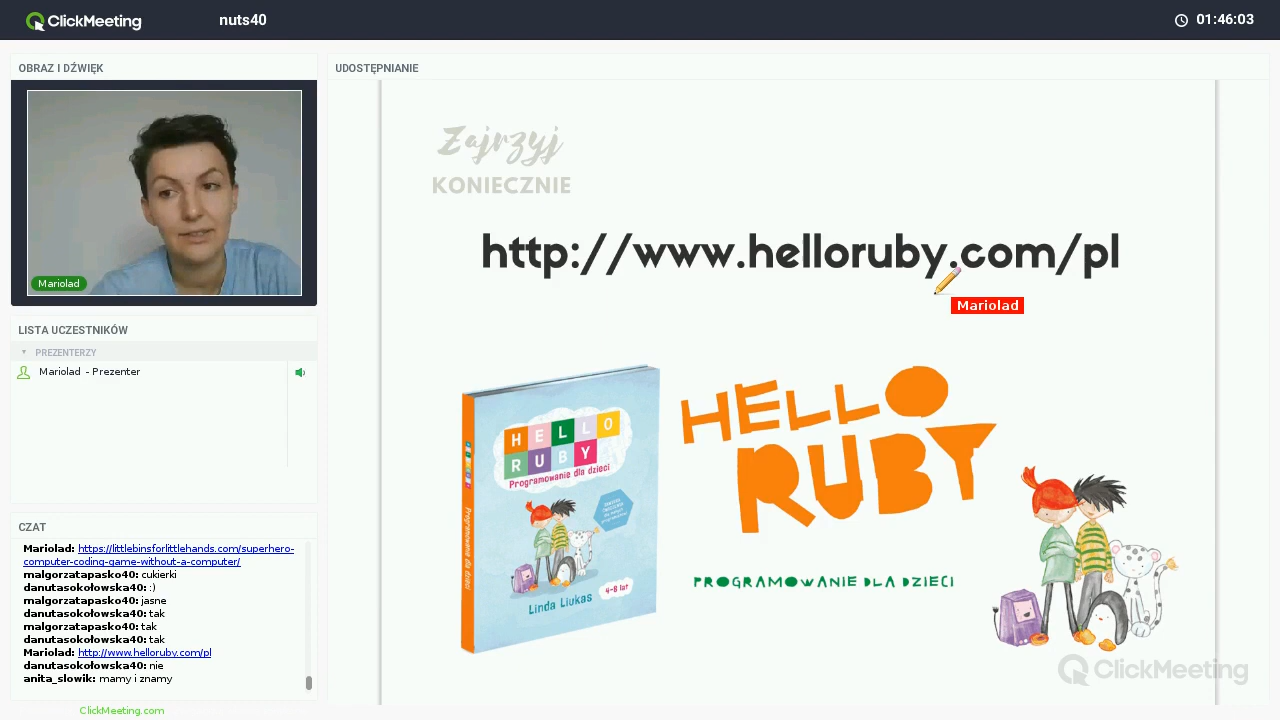 ClickMeeting
nuts40
01:46:03
OBRAZ I DŹWIĘK
Mariolad
LISTA UCZESTNIKÓW
PREZENTERZY
Mariolad - Prezenter
CZAT
Mariolad: https://littlebinsforlittlehands.com/superhero-
computer-coding-game-without-a-computer/
malgorzatapasko40: cukierki
danutasokołowska40: :)
malgorzatapasko40: jasne
danutasokołowska40: tak
malgorzatapasko40: tak
danutasokołowska40: tak
Mariolad: http://www.helloruby.com/pl
danutasokołowska40: nie
anita_slowik: mamy i znamy
ClickMeeting.com
UDOSTĘPNIANIE
Zajrzyj
KONIECZNIE
http://www.helloruby.com/pl
Mariolad
HELLO
RUBY
Programowanie dla dzieci
4-8 lat
Linda Liukas
Programowanie dla dzieci
HELLO
RUBY
PROGRAMOWANIE DLA DZIECI
ClickMeeting